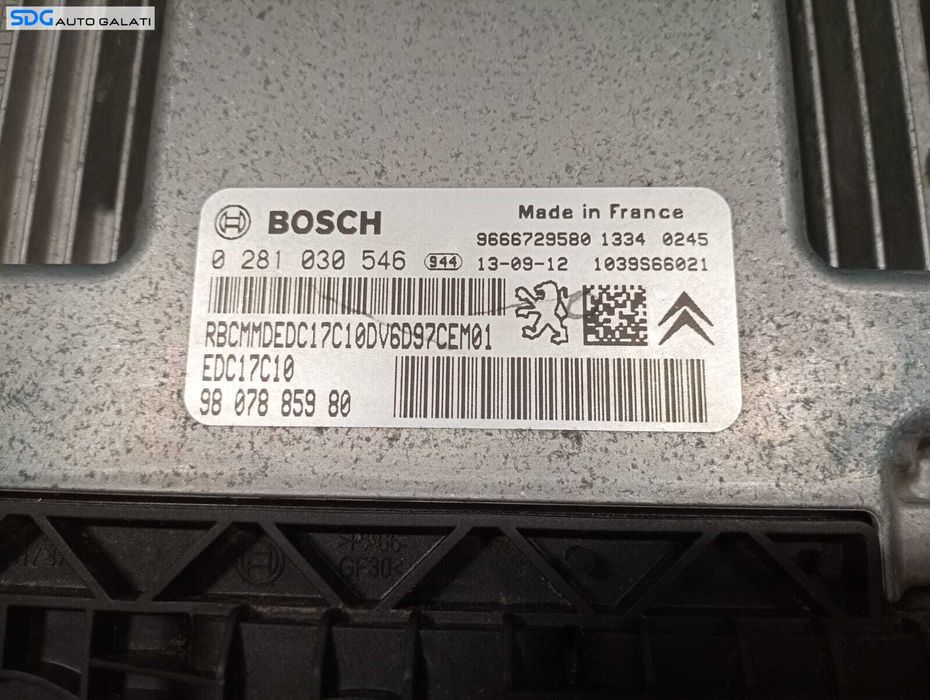 SDG AUTO GALATI
BOSCH
Made in France
9666729580 1334 0245
0 281 030 546 944 13-09-12 1039S66021
RBCMMDEDC17C10DV6D97CEM01
EDC17C10
98 078 859 80